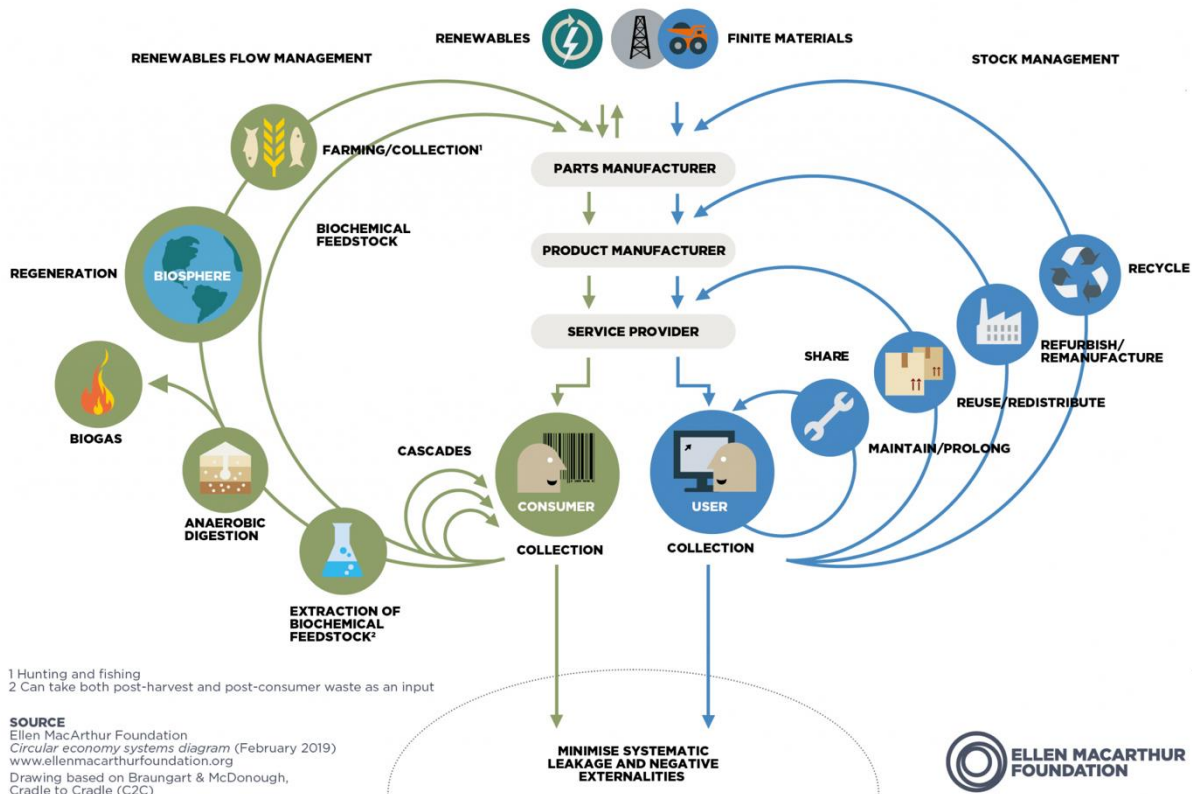 RENEWABLES
FINITE MATERIALS
RENEWABLES FLOW MANAGEMENT
STOCK MANAGEMENT
FARMING/COLLECTION¹
PARTS MANUFACTURER
BIOCHEMICAL
FEEDSTOCK
PRODUCT MANUFACTURER
REGENERATION
BIOSPHERE
RECYCLE
SERVICE PROVIDER
SHARE
REFURBISH/
REMANUFACTURE
REUSE/REDISTRIBUTE
BIOGAS
CASCADES
MAINTAIN/PROLONG
CONSUMER
USER
ANAEROBIC
DIGESTION
COLLECTION
COLLECTION
EXTRACTION OF
BIOCHEMICAL
FEEDSTOCK²
1 Hunting and fishing
2 Can take both post-harvest and post-consumer waste as an input
SOURCE
Ellen MacArthur Foundation
Circular economy systems diagram (February 2019)
www.ellenmacarthurfoundation.org
Drawing based on Braungart & McDonough,
Cradle to Cradle (C2C)
MINIMISE SYSTEMATIC
LEAKAGE AND NEGATIVE
EXTERNALITIES
ELLEN MACARTHUR
FOUNDATION